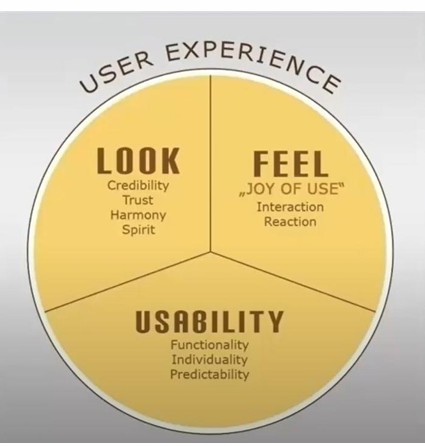 USER EXPERIENCE
LOOK
Credibility
Trust
Harmony
Spirit
FEEL
„JOY OF USE“
Interaction
Reaction
USABILITY
Functionality
Individuality
Predictability